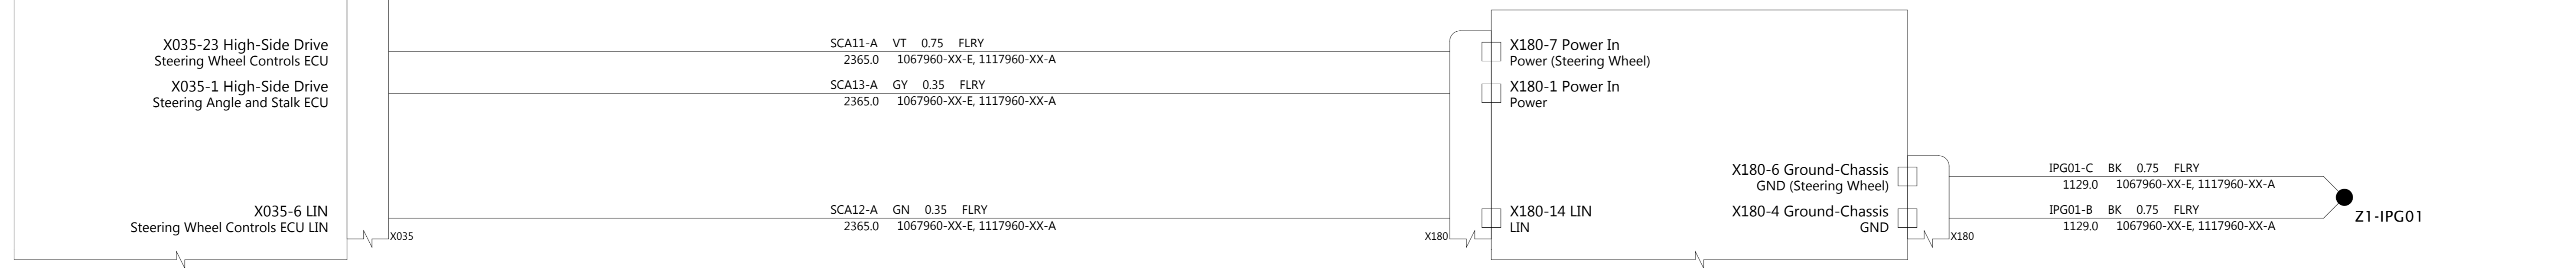 X035-23 High-Side Drive
Steering Wheel Controls ECU
X035-1 High-Side Drive
Steering Angle and Stalk ECU
X035-6 LIN
Steering Wheel Controls ECU LIN
X035
SCA11-A VT 0.75 FLRY
2365.0 1067960-XX-E, 1117960-XX-A
SCA13-A GY 0.35 FLRY
2365.0 1067960-XX-E, 1117960-XX-A
SCA12-A GN 0.35 FLRY
2365.0 1067960-XX-E, 1117960-XX-A
X180
X180-7 Power In
Power (Steering Wheel)
X180-1 Power In
Power
X180-14 LIN
LIN
X180-6 Ground-Chassis
GND (Steering Wheel)
X180-4 Ground-Chassis
GND
X180
IPG01-C BK 0.75 FLRY
1129.0 1067960-XX-E, 1117960-XX-A
IPG01-B BK 0.75 FLRY
1129.0 1067960-XX-E, 1117960-XX-A
Z1-IPG01